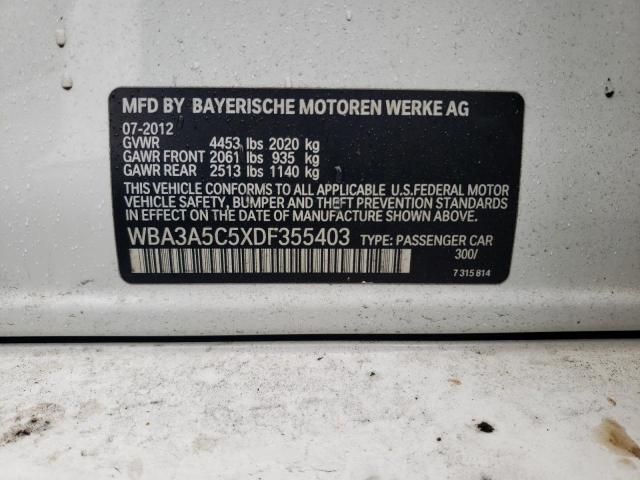 MFD BY BAYERISCHE MOTOREN WERKE AG
07-2012
GVWR 4453 lbs 2020 kg
GAWR FRONT 2061 lbs 935 kg
GAWR REAR 2513 lbs 1140 kg
THIS VEHICLE CONFORMS TO ALL APPLICABLE U.S.FEDERAL MOTOR
VEHICLE SAFETY, BUMPER AND THEFT PREVENTION STANDARDS
IN EFFECT ON THE DATE OF MANUFACTURE SHOWN ABOVE.
WBA3A5C5XDF355403 TYPE: PASSENGER CAR
300/
7 315 814